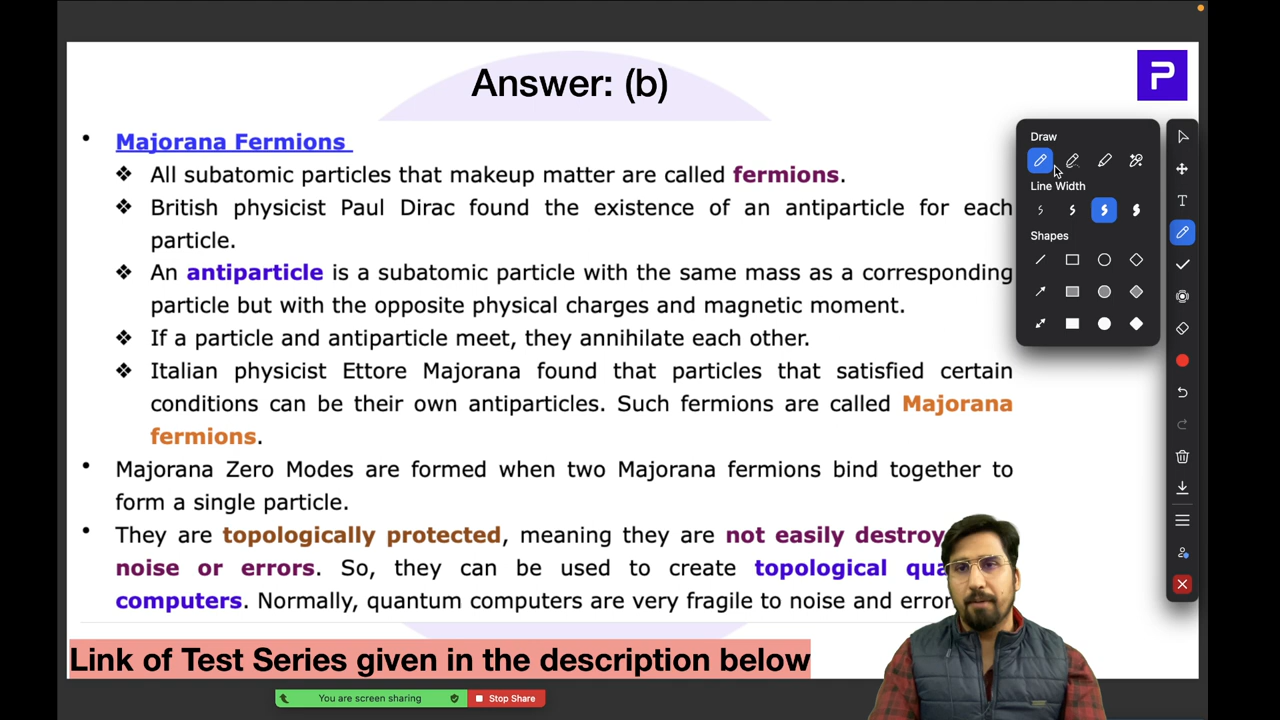 Answer: (b)
P
• Majorana Fermions
❖ All subatomic particles that makeup matter are called fermions.
❖ British physicist Paul Dirac found the existence of an antiparticle for each
particle.
❖ An antiparticle is a subatomic particle with the same mass as a corresponding
particle but with the opposite physical charges and magnetic moment.
❖ If a particle and antiparticle meet, they annihilate each other.
❖ Italian physicist Ettore Majorana found that particles that satisfied certain
conditions can be their own antiparticles. Such fermions are called Majorana
fermions.
• Majorana Zero Modes are formed when two Majorana fermions bind together to
form a single particle.
• They are topologically protected, meaning they are not easily destroy
noise or errors. So, they can be used to create topological qua
computers. Normally, quantum computers are very fragile to noise and error
Draw
Line Width
Shapes
T
Link of Test Series given in the description below
You are screen sharing
Stop Share